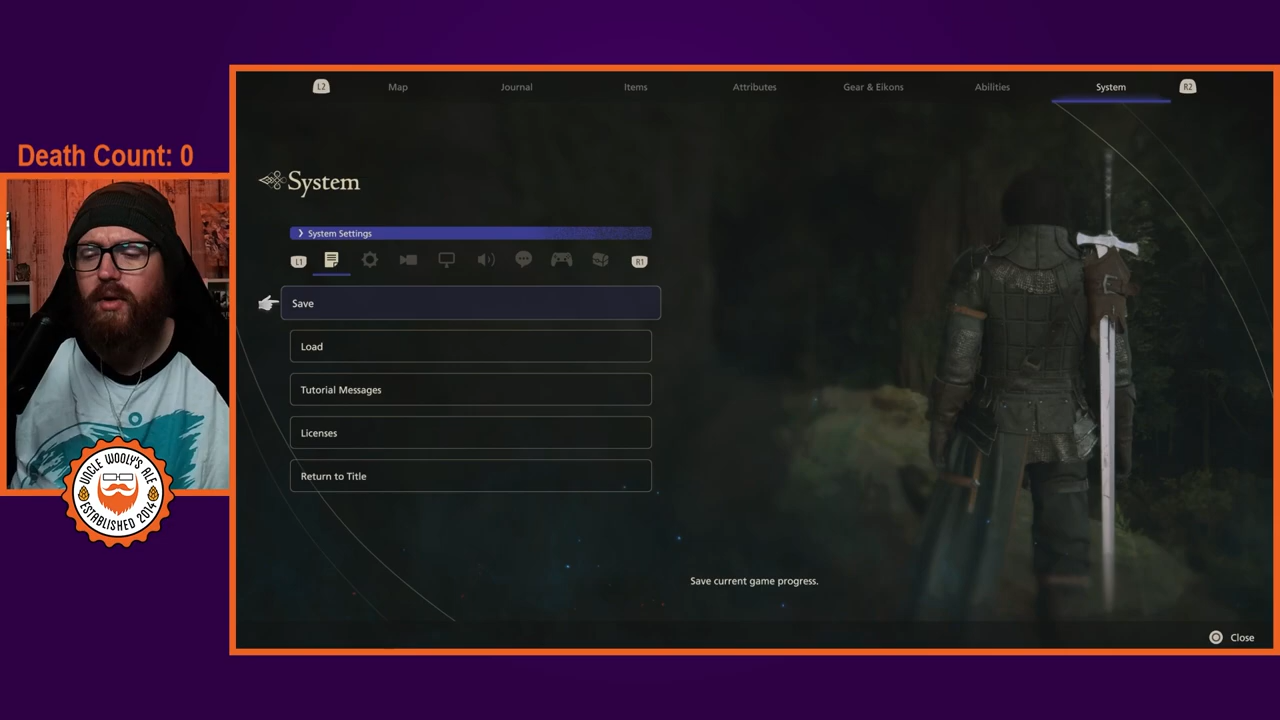 L2
Map
Journal
Items
Attributes
Gear & Eikons
Abilities
System
R2
Death Count: 0
System
System Settings
L1
R1
Save
Load
Tutorial Messages
Licenses
Return to Title
UNCLE WOOLY'S ALE
ESTABLISHED 2014
Save current game progress.
Close